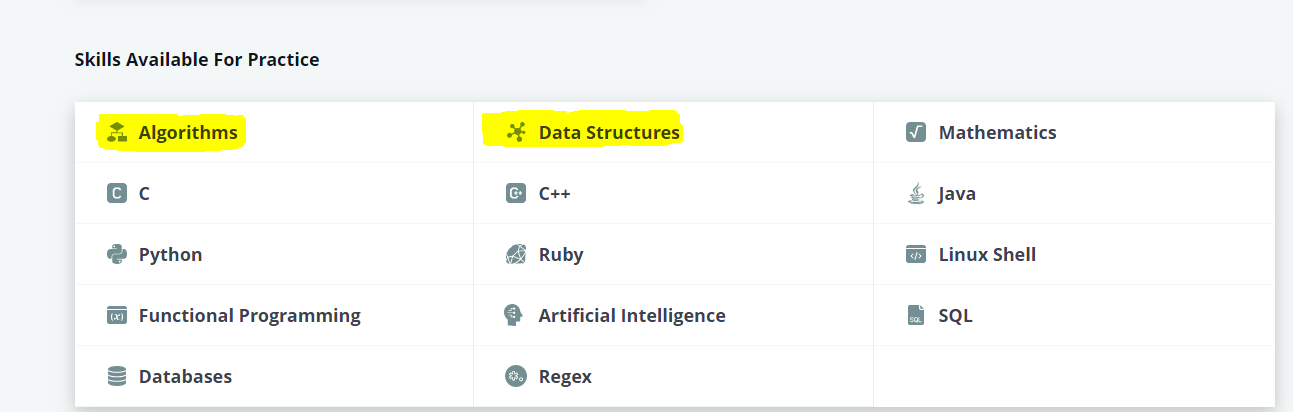 Skills Available For Practice
Algorithms
Data Structures
Mathematics
C
C++
Java
Python
Ruby
Linux Shell
Functional Programming
Artificial Intelligence
SQL
Databases
Regex